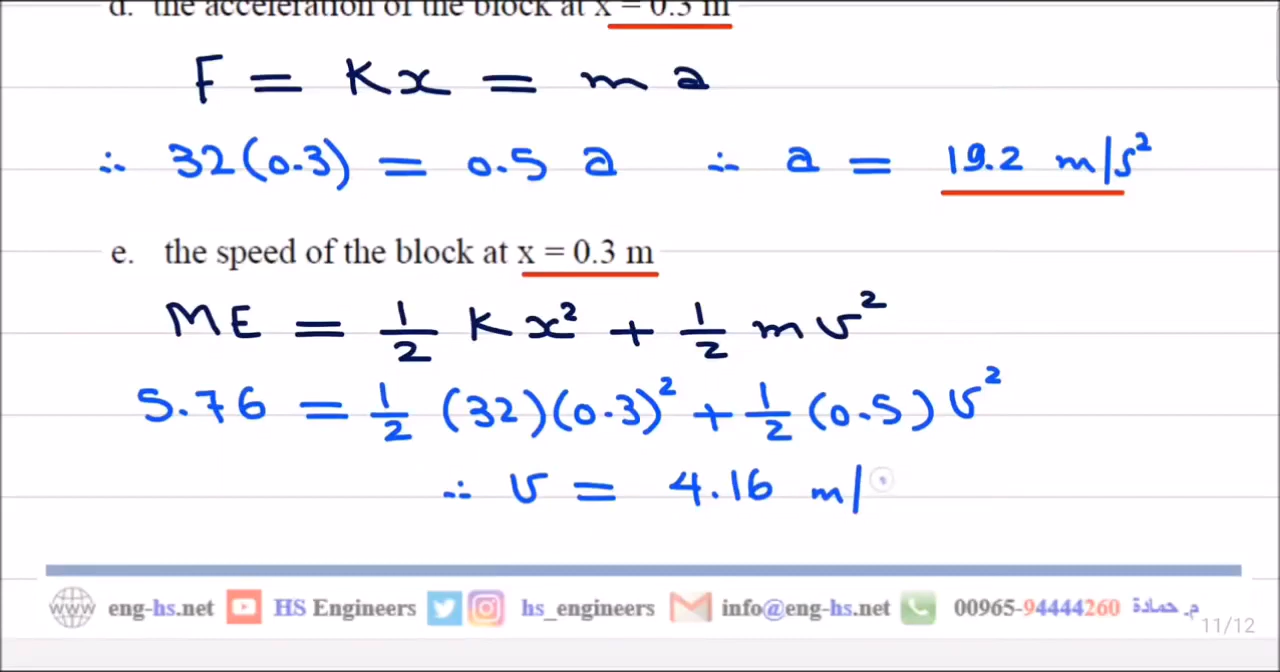 d. the acceleration of the block at x = 0.3 m
F = Kx = m a
∴ 32(0.3) = 0.5 a ∴ a = 19.2 m/s²
e. the speed of the block at x = 0.3 m
ME = 1/2 K x² + 1/2 m v²
5.76 = 1/2 (32)(0.3)² + 1/2 (0.5) v²
∴ v = 4.16 m/
www eng-hs.net HS Engineers hs_engineers info@eng-hs.net 00965-94444260 م. حمادة
11/12